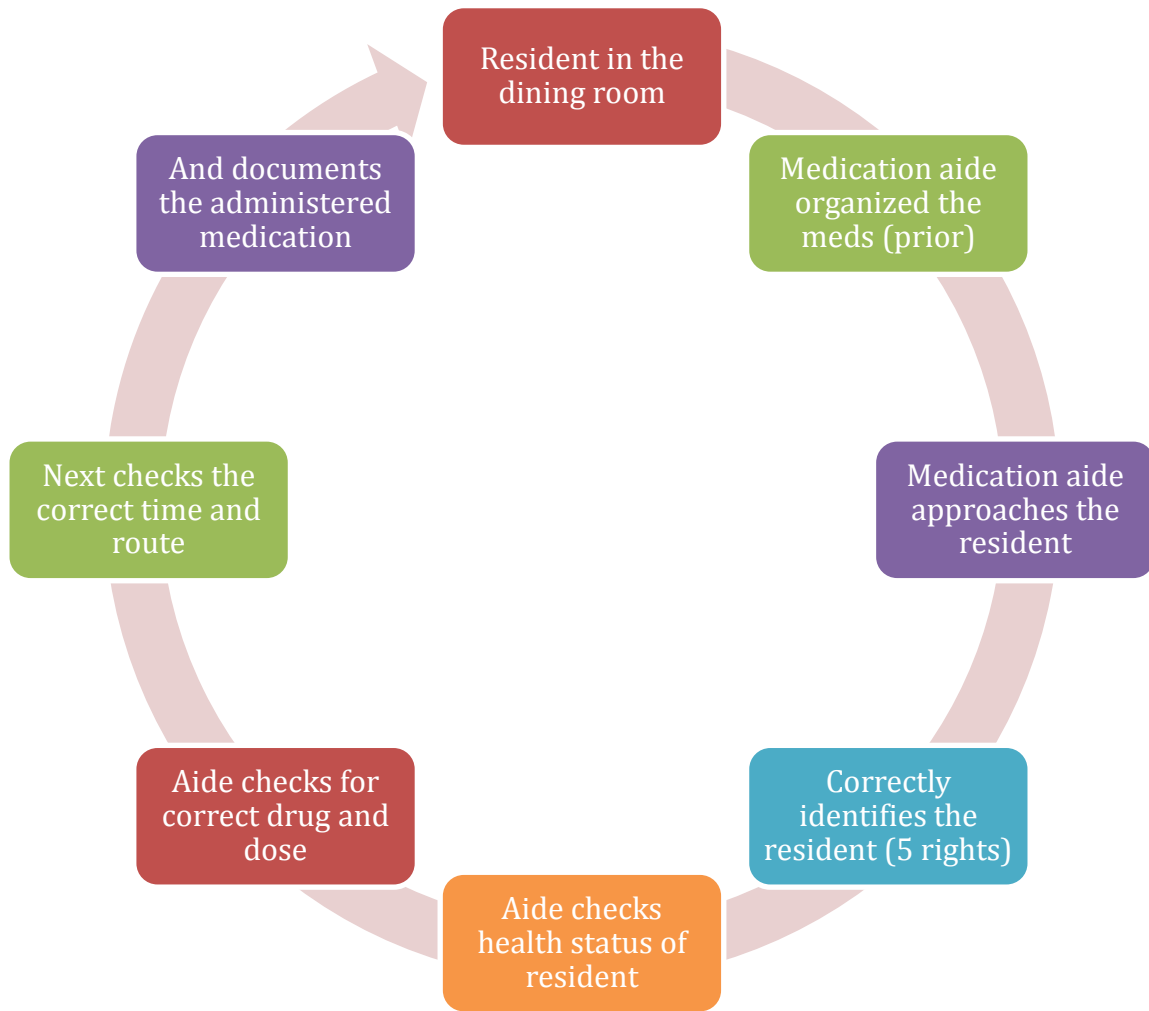 Resident in the
dining room
Medication aide
organized the
meds (prior)
Medication aide
approaches the
resident
Correctly
identifies the
resident (5 rights)
Aide checks
health status of
resident
Aide checks for
correct drug and
dose
Next checks the
correct time and
route
And documents
the administered
medication